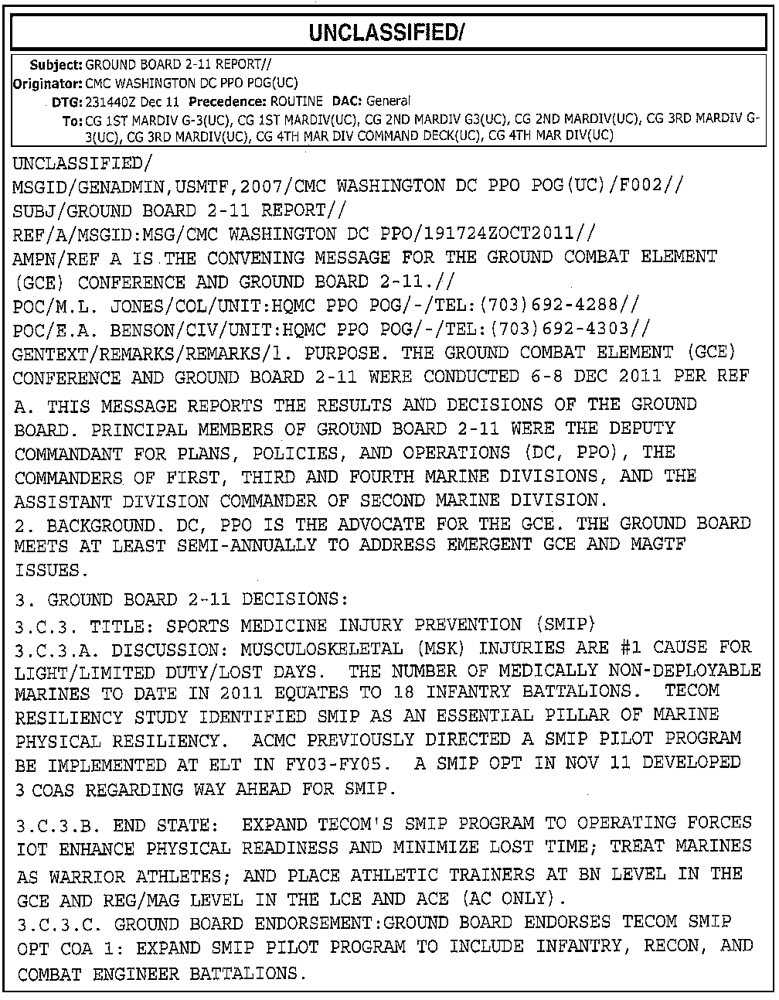 UNCLASSIFIED/
Subject: GROUND BOARD 2-11 REPORT//
Originator: CMC WASHINGTON DC PPO POG(UC)
DTG: 231440Z Dec 11 Precedence: ROUTINE DAC: General
To: CG 1ST MARDIV G-3(UC), CG 1ST MARDIV(UC), CG 2ND MARDIV G3(UC), CG 2ND MARDIV(UC), CG 3RD MARDIV G-
3(UC), CG 3RD MARDIV(UC), CG 4TH MAR DIV COMMAND DECK(UC), CG 4TH MAR DIV(UC)
UNCLASSIFIED/
MSGID/GENADMIN,USMTF,2007/CMC WASHINGTON DC PPO POG(UC)/F002//
SUBJ/GROUND BOARD 2-11 REPORT//
REF/A/MSGID:MSG/CMC WASHINGTON DC PPO/191724ZOCT2011//
AMPN/REF A IS THE CONVENING MESSAGE FOR THE GROUND COMBAT ELEMENT
(GCE) CONFERENCE AND GROUND BOARD 2-11.//
POC/M.L. JONES/COL/UNIT:HQMC PPO POG/-/TEL:(703)692-4288//
POC/E.A. BENSON/CIV/UNIT:HQMC PPO POG/-/TEL:(703)692-4303//
GENTEXT/REMARKS/REMARKS/1. PURPOSE. THE GROUND COMBAT ELEMENT (GCE)
CONFERENCE AND GROUND BOARD 2-11 WERE CONDUCTED 6-8 DEC 2011 PER REF
A. THIS MESSAGE REPORTS THE RESULTS AND DECISIONS OF THE GROUND
BOARD. PRINCIPAL MEMBERS OF GROUND BOARD 2-11 WERE THE DEPUTY
COMMANDANT FOR PLANS, POLICIES, AND OPERATIONS (DC, PPO), THE
COMMANDERS OF FIRST, THIRD AND FOURTH MARINE DIVISIONS, AND THE
ASSISTANT DIVISION COMMANDER OF SECOND MARINE DIVISION.
2. BACKGROUND. DC, PPO IS THE ADVOCATE FOR THE GCE. THE GROUND BOARD
MEETS AT LEAST SEMI-ANNUALLY TO ADDRESS EMERGENT GCE AND MAGTF
ISSUES.
3. GROUND BOARD 2-11 DECISIONS:
3.C.3. TITLE: SPORTS MEDICINE INJURY PREVENTION (SMIP)
3.C.3.A. DISCUSSION: MUSCULOSKELETAL (MSK) INJURIES ARE #1 CAUSE FOR
LIGHT/LIMITED DUTY/LOST DAYS. THE NUMBER OF MEDICALLY NON-DEPLOYABLE
MARINES TO DATE IN 2011 EQUATES TO 18 INFANTRY BATTALIONS. TECOM
RESILIENCY STUDY IDENTIFIED SMIP AS AN ESSENTIAL PILLAR OF MARINE
PHYSICAL RESILIENCY. ACMC PREVIOUSLY DIRECTED A SMIP PILOT PROGRAM
BE IMPLEMENTED AT ELT IN FY03-FY05. A SMIP OPT IN NOV 11 DEVELOPED
3 COAS REGARDING WAY AHEAD FOR SMIP.
3.C.3.B. END STATE: EXPAND TECOM'S SMIP PROGRAM TO OPERATING FORCES
IOT ENHANCE PHYSICAL READINESS AND MINIMIZE LOST TIME; TREAT MARINES
AS WARRIOR ATHLETES; AND PLACE ATHLETIC TRAINERS AT BN LEVEL IN THE
GCE AND REG/MAG LEVEL IN THE LCE AND ACE (AC ONLY).
3.C.3.C. GROUND BOARD ENDORSEMENT:GROUND BOARD ENDORSES TECOM SMIP
OPT COA 1: EXPAND SMIP PILOT PROGRAM TO INCLUDE INFANTRY, RECON, AND
COMBAT ENGINEER BATTALIONS.